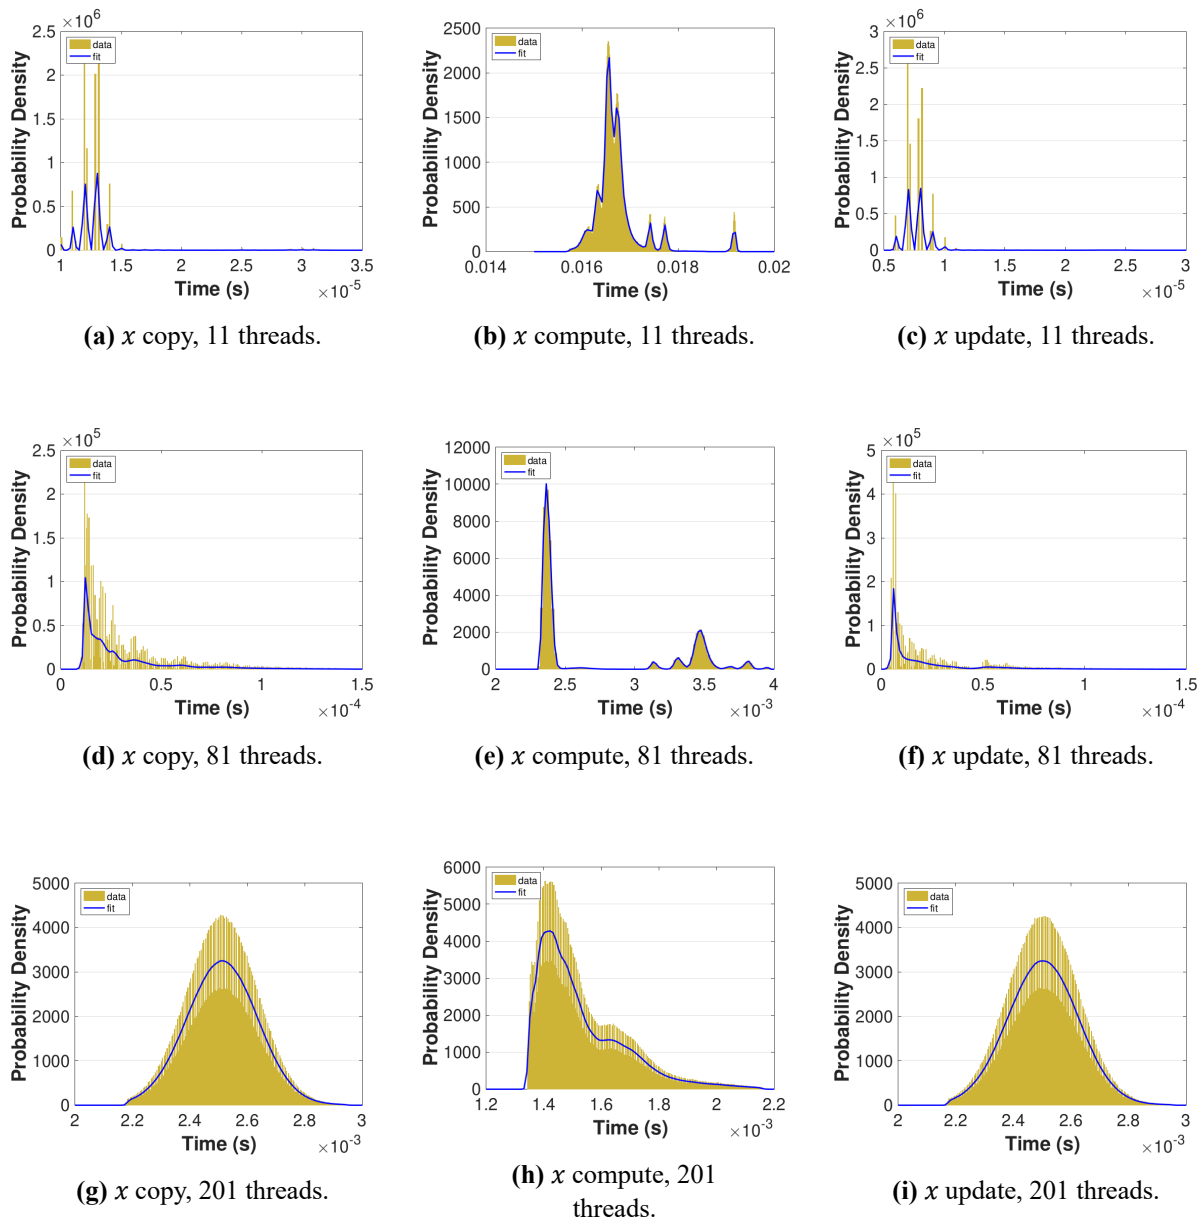 ×10^6
2.5
2
1.5
1
0.5
0
Probability Density
data
fit
1 1.5 2 2.5 3 3.5
Time (s) ×10^-5
(a) x copy, 11 threads.
2500
2000
1500
1000
500
0
Probability Density
data
fit
0.014 0.016 0.018 0.02
Time (s)
(b) x compute, 11 threads.
×10^6
3
2.5
2
1.5
1
0.5
0
Probability Density
data
fit
0.5 1 1.5 2 2.5 3
Time (s) ×10^-5
(c) x update, 11 threads.
×10^5
2.5
2
1.5
1
0.5
0
Probability Density
data
fit
0 0.5 1 1.5
Time (s) ×10^-4
(d) x copy, 81 threads.
12000
10000
8000
6000
4000
2000
0
Probability Density
data
fit
2 2.5 3 3.5 4
Time (s) ×10^-3
(e) x compute, 81 threads.
×10^5
5
4
3
2
1
0
Probability Density
data
fit
0 0.5 1 1.5
Time (s) ×10^-4
(f) x update, 81 threads.
5000
4000
3000
2000
1000
0
Probability Density
data
fit
2 2.2 2.4 2.6 2.8 3
Time (s) ×10^-3
(g) x copy, 201 threads.
6000
5000
4000
3000
2000
1000
0
Probability Density
data
fit
1.2 1.4 1.6 1.8 2 2.2
Time (s) ×10^-3
(h) x compute, 201
threads.
5000
4000
3000
2000
1000
0
Probability Density
data
fit
2 2.2 2.4 2.6 2.8 3
Time (s) ×10^-3
(i) x update, 201 threads.